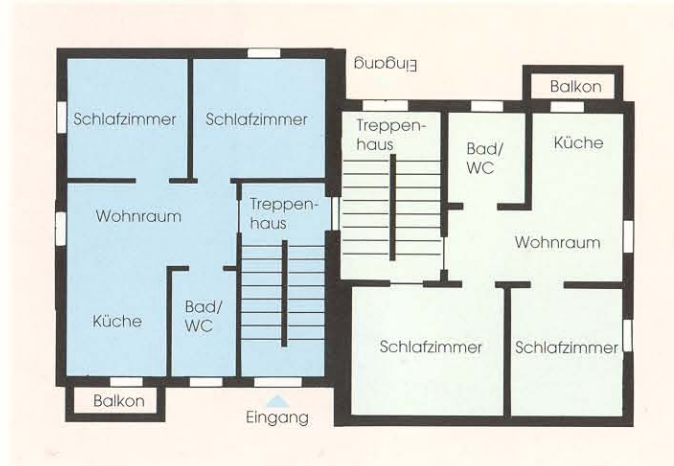 Eingang
Balkon
Schlafzimmer
Schlafzimmer
Treppen-
haus
Bad/
WC
Küche
Wohnraum
Treppen-
haus
Wohnraum
Küche
Bad/
WC
Schlafzimmer
Schlafzimmer
Balkon
Eingang